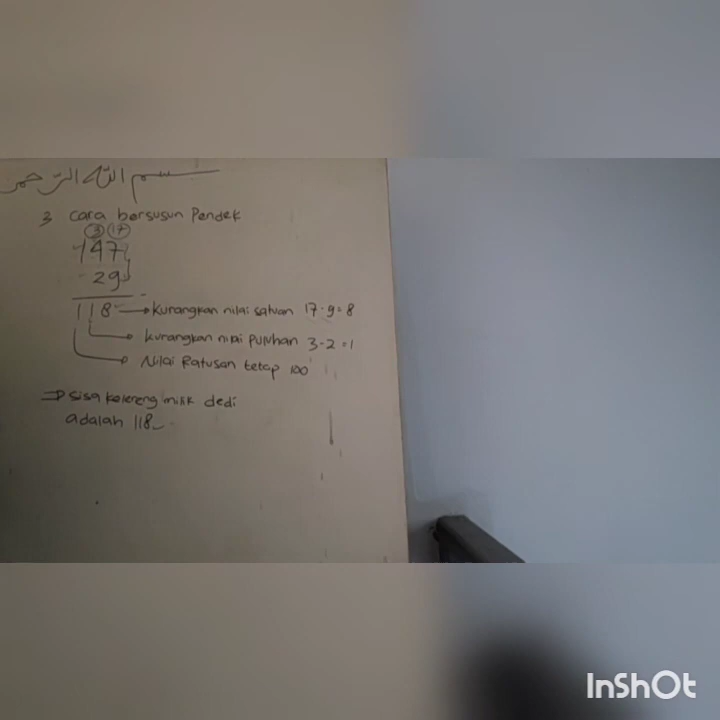 بسم الله الرحمن
3 Cara bersusun Pendek
3 17
147
29
118 → Kurangkan nilai satuan 17-9=8
→ kurangkan nilai puluhan 3-2=1
→ Nilai Ratusan tetap 100
⇒ sisa kelereng milik dedi
adalah 118
InShOt